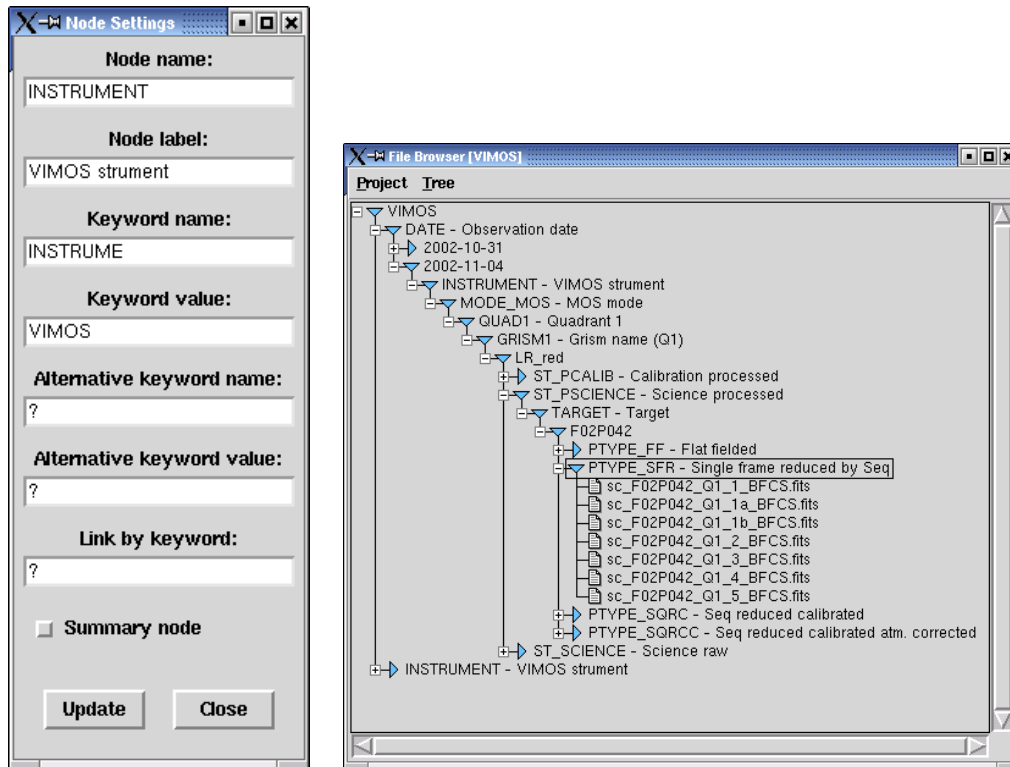 Node Settings
Node name:
INSTRUMENT
Node label:
VIMOS strument
Keyword name:
INSTRUME
Keyword value:
VIMOS
Alternative keyword name:
?
Alternative keyword value:
?
Link by keyword:
?
Summary node
Update Close
File Browser [VIMOS]
Project Tree
VIMOS
DATE - Observation date
2002-10-31
2002-11-04
INSTRUMENT - VIMOS strument
MODE_MOS - MOS mode
QUAD1 - Quadrant 1
GRISM1 - Grism name (Q1)
LR_red
ST_PCALIB - Calibration processed
ST_PSCIENCE - Science processed
TARGET - Target
F02P042
PTYPE_FF - Flat fielded
PTYPE_SFR - Single frame reduced by Seq
sc_F02P042_Q1_1_BFCS.fits
sc_F02P042_Q1_1a_BFCS.fits
sc_F02P042_Q1_1b_BFCS.fits
sc_F02P042_Q1_2_BFCS.fits
sc_F02P042_Q1_3_BFCS.fits
sc_F02P042_Q1_4_BFCS.fits
sc_F02P042_Q1_5_BFCS.fits
PTYPE_SQRC - Seq reduced calibrated
PTYPE_SQRCC - Seq reduced calibrated atm. corrected
ST_SCIENCE - Science raw
INSTRUMENT - VIMOS strument